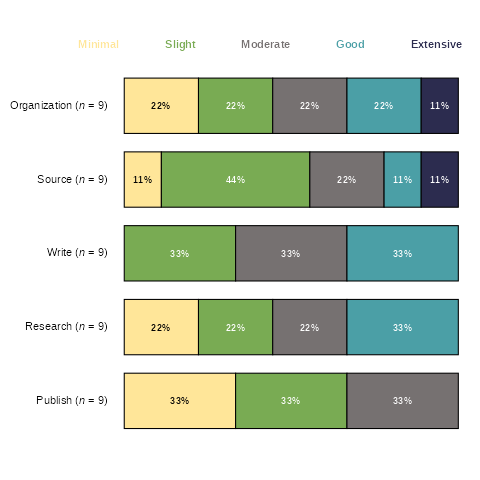 Minimal Slight Moderate Good Extensive
Organization (n = 9) 22% 22% 22% 22% 11%
Source (n = 9) 11% 44% 22% 11% 11%
Write (n = 9) 33% 33% 33%
Research (n = 9) 22% 22% 22% 33%
Publish (n = 9) 33% 33% 33%